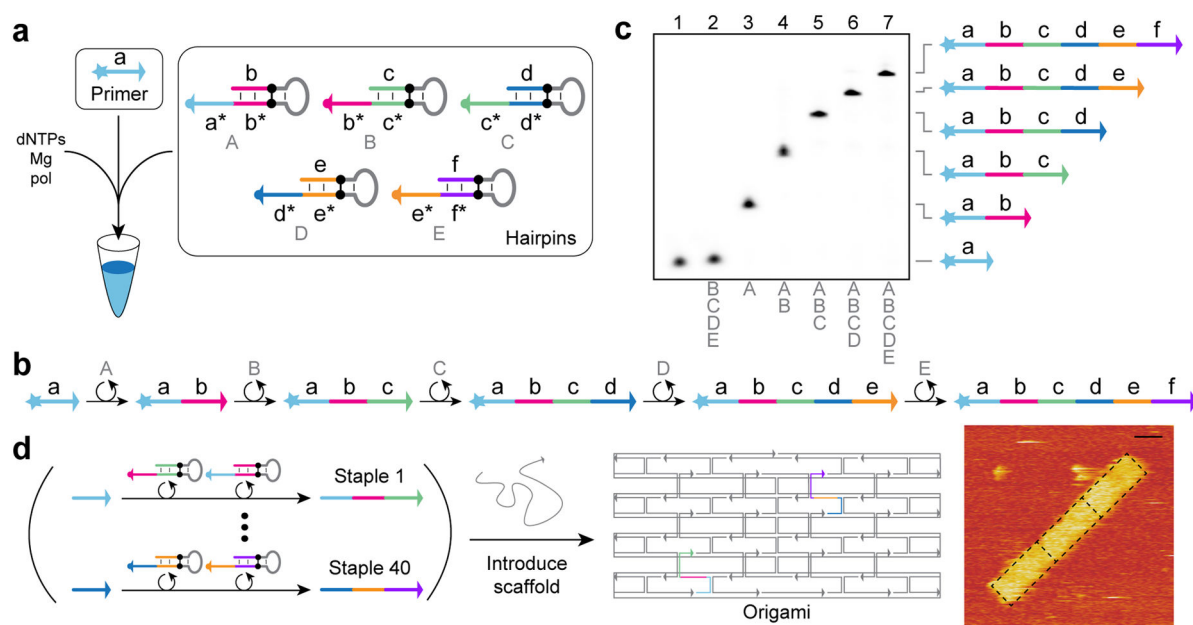 a
a
Primer
dNTPs
Mg
pol
b
a* b*
A
c
b* c*
B
d
c* d*
C
e
d* e*
D
f
e* f*
E
Hairpins
c
1 2 3 4 5 6 7
B
C
D
E
A
A
B
A
B
C
A
B
C
D
A
B
C
D
E
a b c d e f
a b c d e
a b c d
a b c
a b
a
b
a A a b B a b c C a b c d D a b c d e E a b c d e f
d
Staple 1
Staple 40
Introduce
scaffold
Origami